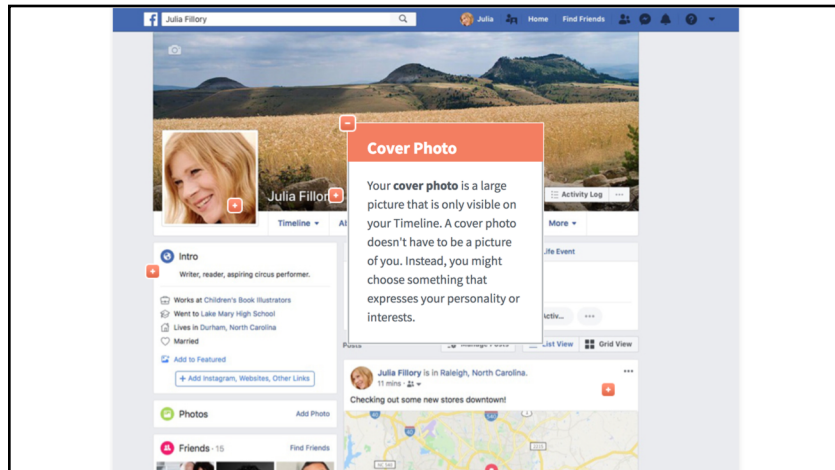 f Julia Fillory
Julia Home Find Friends
Julia Fillor
Activity Log
Timeline
More
Cover Photo
Your cover photo is a large
picture that is only visible on
your Timeline. A cover photo
doesn't have to be a picture
of you. Instead, you might
choose something that
expresses your personality or
interests.
Intro
Writer, reader, aspiring circus performer.
Works at Children's Book Illustrators
Went to Lake Mary High School
Lives in Durham, North Carolina
Married
Add to Featured
+ Add Instagram, Websites, Other Links
Photos Add Photo
Friends · 15 Find Friends
Life Event
Activ...
Posts
Manage Posts List View Grid View
Julia Fillory is in Raleigh, North Carolina.
11 mins ·
Checking out some new stores downtown!